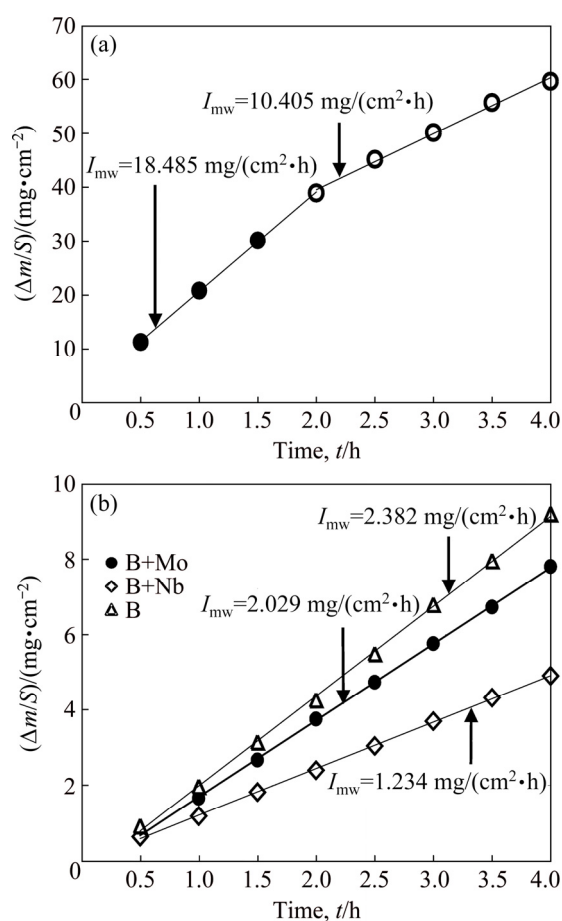 (a)
70
60
50
40
30
20
10
0
(Δm/S)/(mg•cm⁻²)
I_mw=10.405 mg/(cm²•h)
I_mw=18.485 mg/(cm²•h)
0.5 1.0 1.5 2.0 2.5 3.0 3.5 4.0
Time, t/h
(b)
10
8
6
4
2
0
(Δm/S)/(mg•cm⁻²)
B+Mo
B+Nb
B
I_mw=2.382 mg/(cm²•h)
I_mw=2.029 mg/(cm²•h)
I_mw=1.234 mg/(cm²•h)
0.5 1.0 1.5 2.0 2.5 3.0 3.5 4.0
Time, t/h